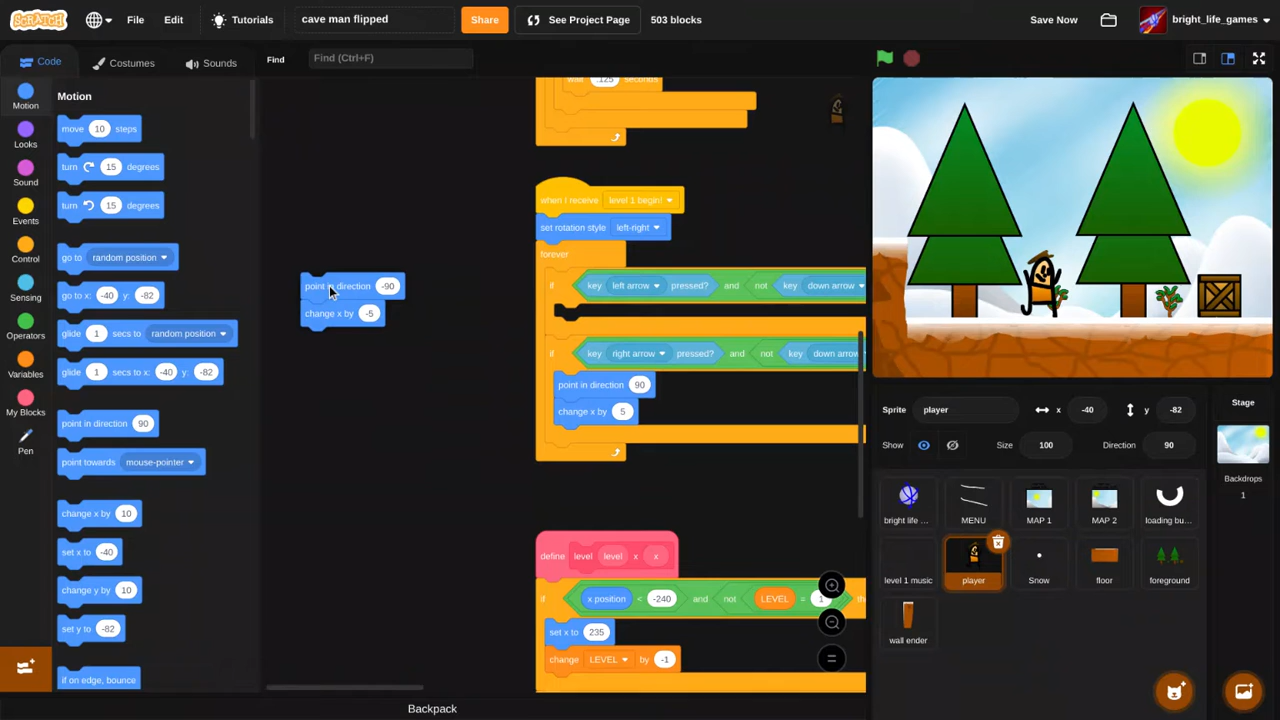 SCRATCH File Edit Tutorials cave man flipped Share See Project Page 503 blocks Save Now bright_life_games
Code Costumes Sounds Find Find (Ctrl+F)
Motion
Looks
Sound
Events
Control
Sensing
Operators
Variables
My Blocks
Pen
Motion
move 10 steps
turn 15 degrees
turn 15 degrees
go to random position
go to x: -40 y: -82
glide 1 secs to random position
glide 1 secs to x: -40 y: -82
point in direction 90
point towards mouse-pointer
change x by 10
set x to -40
change y by 10
set y to -82
if on edge, bounce
point in direction -90
change x by -5
wait .125 seconds
when I receive level 1 begin!
set rotation style left-right
forever
if key left arrow pressed? and not key down arrow
if key right arrow pressed? and not key down arrow
point in direction 90
change x by 5
define level level x x
if x position < -240 and not LEVEL = 1
set x to 235
change LEVEL by -1
Backpack
Sprite player x -40 y -82
Show Size 100 Direction 90
bright life ... MENU MAP 1 MAP 2 loading bu...
level 1 music player Snow floor foreground
wall ender
Stage
Backdrops
1